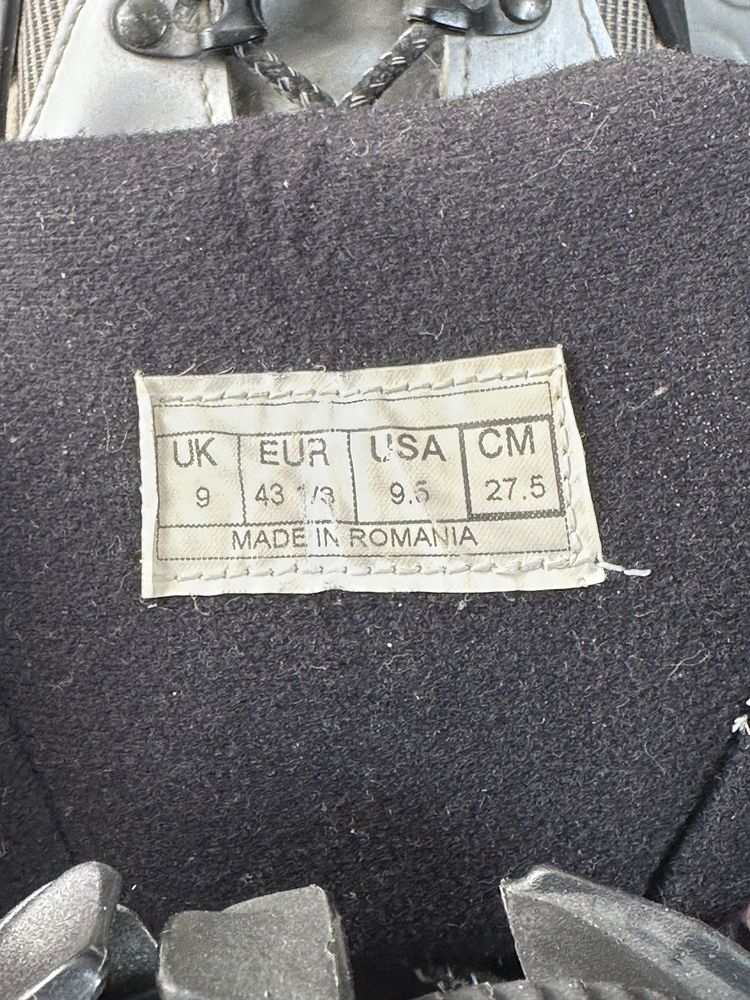 UK EUR USA CM
9 43 1/3 9.5 27.5
MADE IN ROMANIA